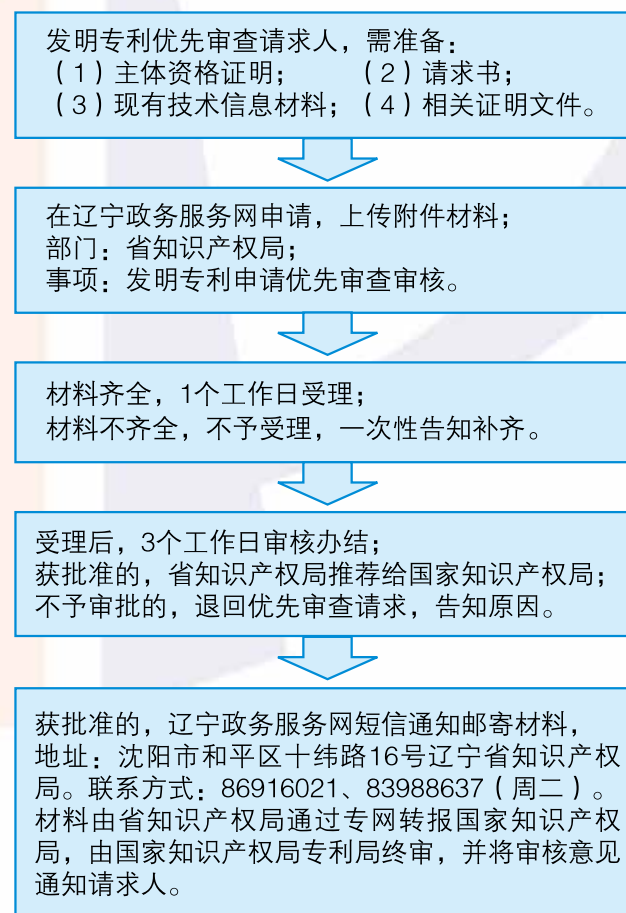 发明专利优先审查请求人，需准备：
（1）主体资格证明； （2）请求书；
（3）现有技术信息材料；（4）相关证明文件。
在辽宁政务服务网申请，上传附件材料；
部门：省知识产权局；
事项：发明专利申请优先审查审核。
材料齐全，1个工作日受理；
材料不齐全，不予受理，一次性告知补齐。
受理后，3个工作日审核办结；
获批准的，省知识产权局推荐给国家知识产权局；
不予审批的，退回优先审查请求，告知原因。
获批准的，辽宁政务服务网短信通知邮寄材料，
地址：沈阳市和平区十纬路16号辽宁省知识产权
局。联系方式：86916021、83988637（周二）。
材料由省知识产权局通过专网转报国家知识产权
局，由国家知识产权局专利局终审，并将审核意见
通知请求人。